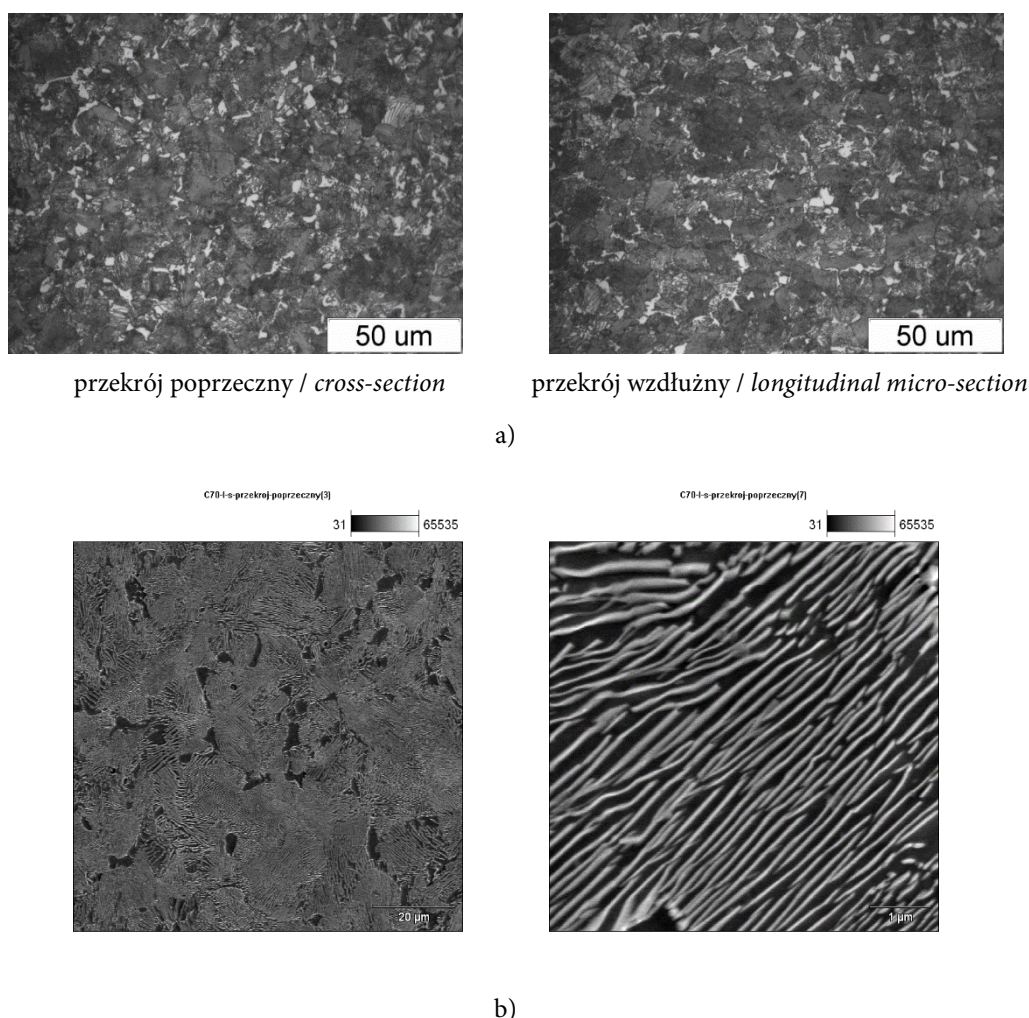 50 um
50 um
przekrój poprzeczny / cross-section
przekrój wzdłużny / longitudinal micro-section
a)
C70-I-s-przekroj-poprzeczny(3)
C70-I-s-przekroj-poprzeczny(7)
31 65535
31 65535
20 µm
1 µm
b)